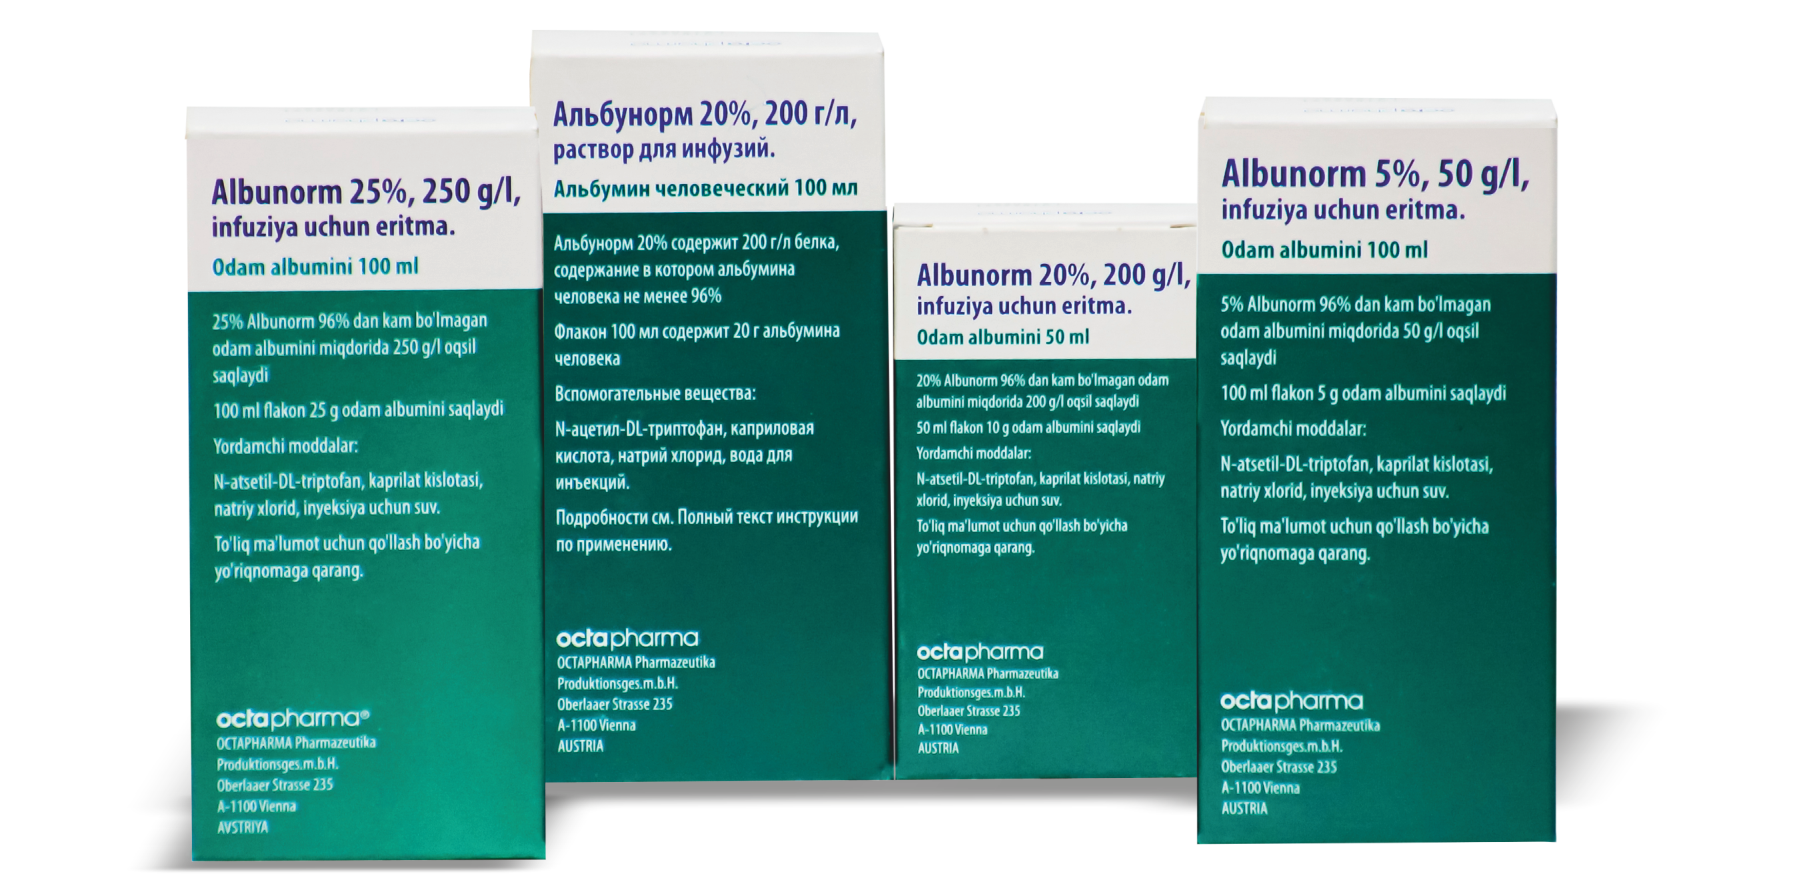 Albunorm 25%, 250 g/l,
infuziya uchun eritma.
Odam albumini 100 ml
25% Albunorm 96% dan kam bo'lmagan
odam albumini miqdorida 250 g/l oqsil
saqlaydi
100 ml flakon 25 g odam albumini saqlaydi
Yordamchi moddalar:
N-atsetil-DL-triptofan, kaprilat kislotasi,
natriy xlorid, inyeksiya uchun suv.
To'liq ma'lumot uchun qo'llash bo'yicha
yo'riqnomaga qarang.
octapharma®
OCTAPHARMA Pharmazeutika
Produktionsges.m.b.H.
Oberlaaer Strasse 235
A-1100 Vienna
AVSTRIYA
Альбунорм 20%, 200 г/л,
раствор для инфузий.
Альбумин человеческий 100 мл
Альбунорм 20% содержит 200 г/л белка,
содержание в котором альбумина
человека не менее 96%
Флакон 100 мл содержит 20 г альбумина
человека
Вспомогательные вещества:
N-ацетил-DL-триптофан, каприловая
кислота, натрий хлорид, вода для
инъекций.
Подробности см. Полный текст инструкции
по применению.
octapharma
OCTAPHARMA Pharmazeutika
Produktionsges.m.b.H.
Oberlaaer Strasse 235
A-1100 Vienna
AUSTRIA
Albunorm 20%, 200 g/l,
infuziya uchun eritma.
Odam albumini 50 ml
20% Albunorm 96% dan kam bo'lmagan odam
albumini miqdorida 200 g/l oqsil saqlaydi
50 ml flakon 10 g odam albumini saqlaydi
Yordamchi moddalar:
N-atsetil-DL-triptofan, kaprilat kislotasi, natriy
xlorid, inyeksiya uchun suv.
To'liq ma'lumot uchun qo'llash bo'yicha
yo'riqnomaga qarang.
octapharma
OCTAPHARMA Pharmazeutika
Produktionsges.m.b.H.
Oberlaaer Strasse 235
A-1100 Vienna
AUSTRIA
Albunorm 5%, 50 g/l,
infuziya uchun eritma.
Odam albumini 100 ml
5% Albunorm 96% dan kam bo'lmagan
odam albumini miqdorida 50 g/l oqsil
saqlaydi
100 ml flakon 5 g odam albumini saqlaydi
Yordamchi moddalar:
N-atsetil-DL-triptofan, kaprilat kislotasi,
natriy xlorid, inyeksiya uchun suv.
To'liq ma'lumot uchun qo'llash bo'yicha
yo'riqnomaga qarang.
octapharma
OCTAPHARMA Pharmazeutika
Produktionsges.m.b.H.
Oberlaaer Strasse 235
A-1100 Vienna
AUSTRIA